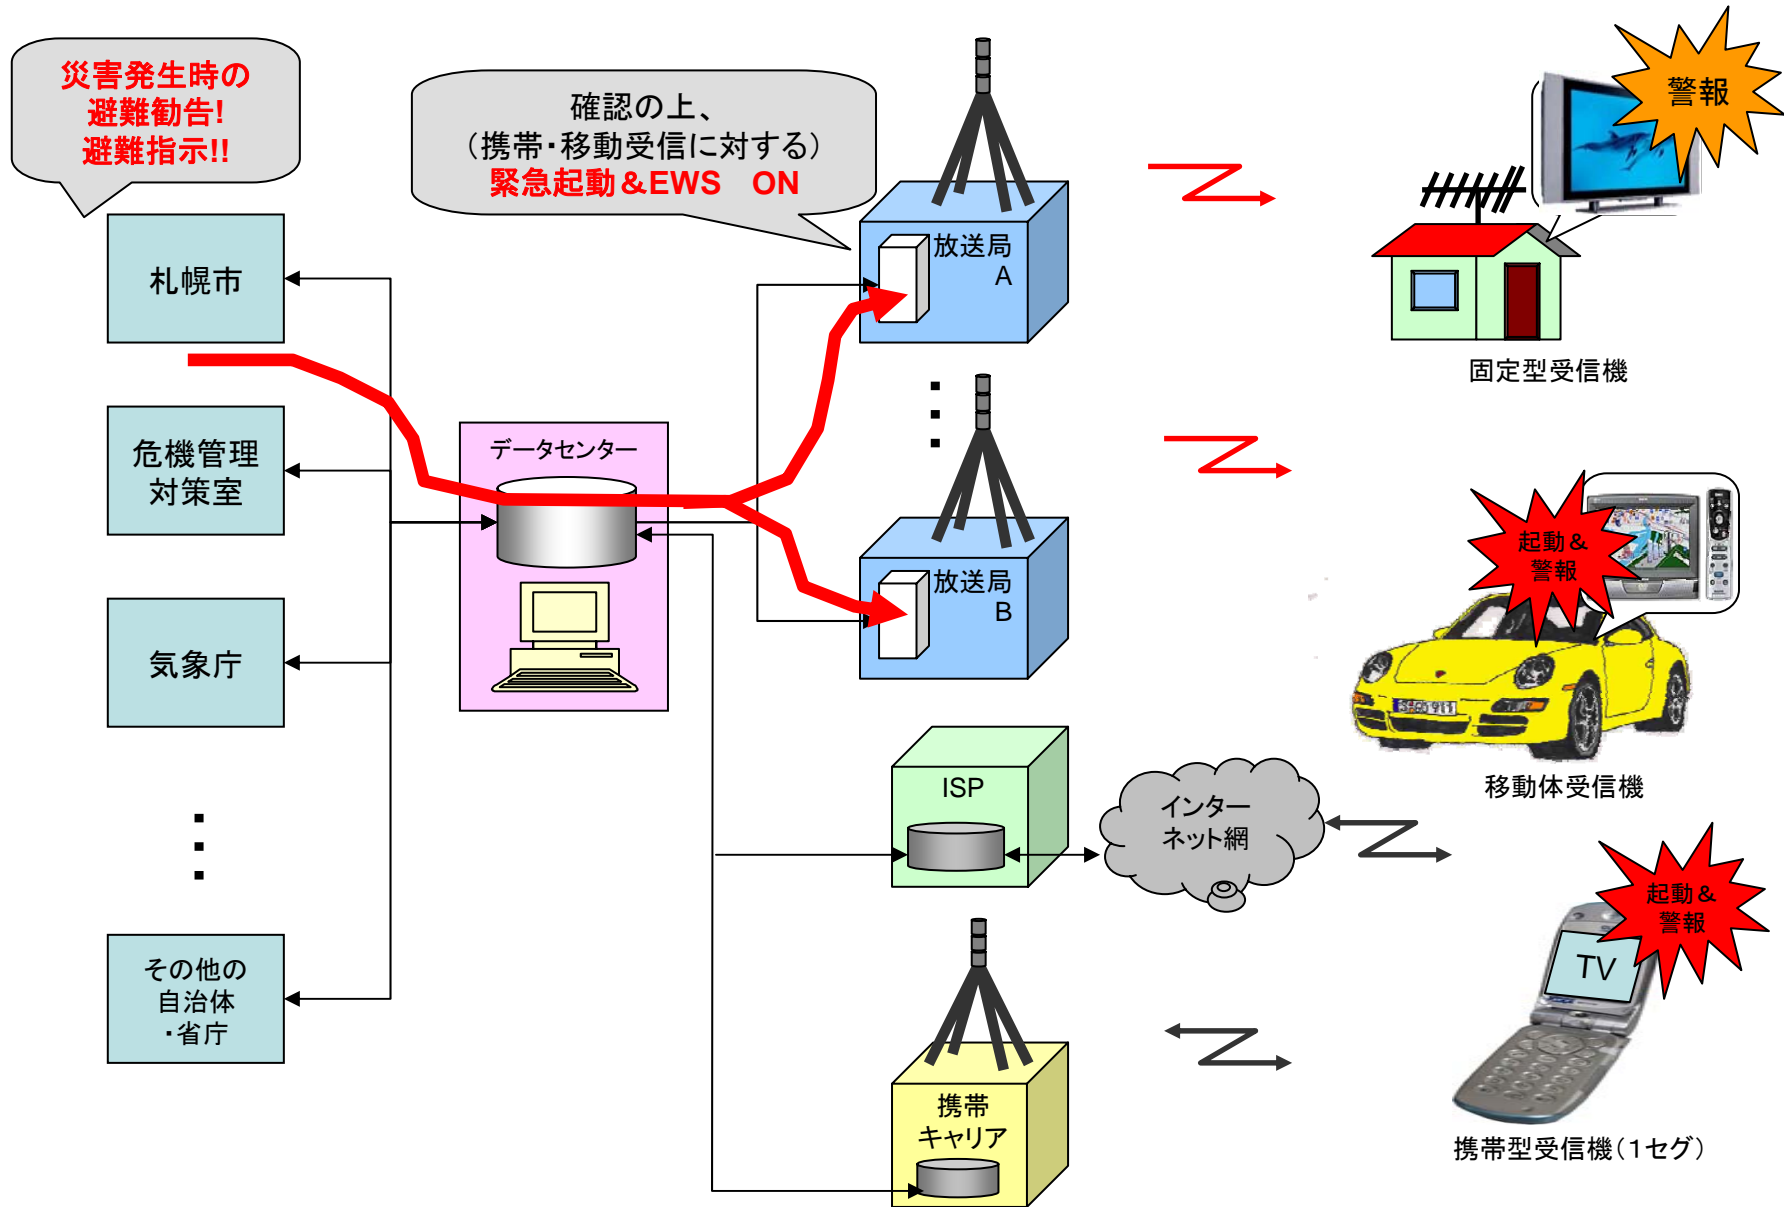 災害発生時の
避難勧告!
避難指示!!
確認の上、
(携帯・移動受信に対する)
緊急起動&EWS　ON
警報
札幌市
放送局
A
固定型受信機
危機管理
対策室
データセンター
起動&
警報
放送局
B
気象庁
移動体受信機
ISP
インター
ネット網
起動&
警報
TV
その他の
自治体
・省庁
携帯
キャリア
携帯型受信機(1セグ)